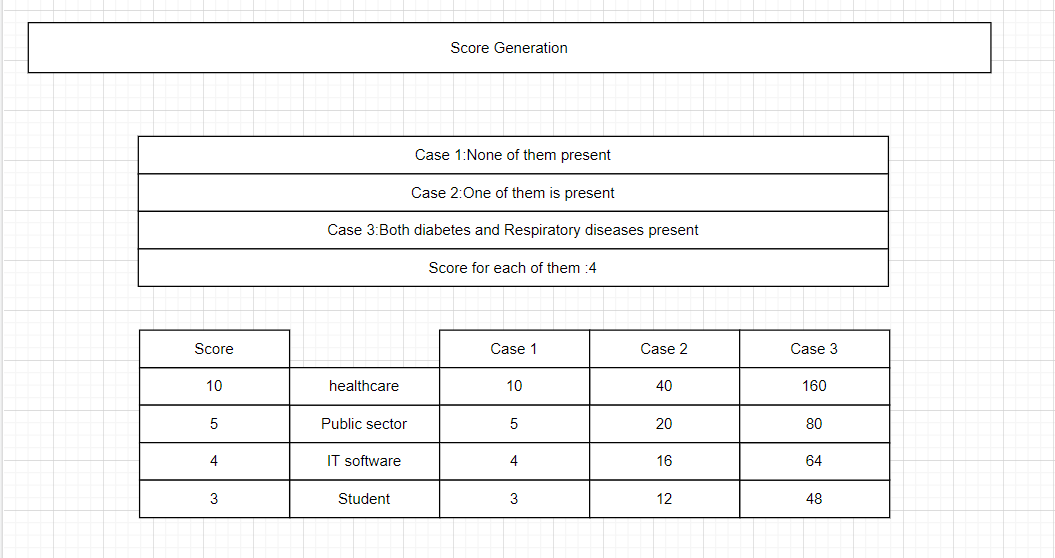 Score Generation
Case 1:None of them present
Case 2:One of them is present
Case 3:Both diabetes and Respiratory diseases present
Score for each of them :4
Score Case 1 Case 2 Case 3
10 healthcare 10 40 160
5 Public sector 5 20 80
4 IT software 4 16 64
3 Student 3 12 48